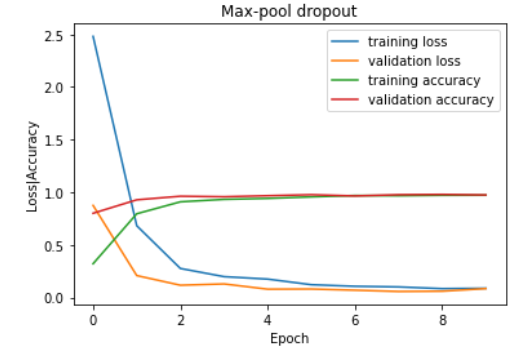 Max-pool dropout
training loss
validation loss
training accuracy
validation accuracy
Loss|Accuracy
2.5
2.0
1.5
1.0
0.5
0.0
0 2 4 6 8
Epoch